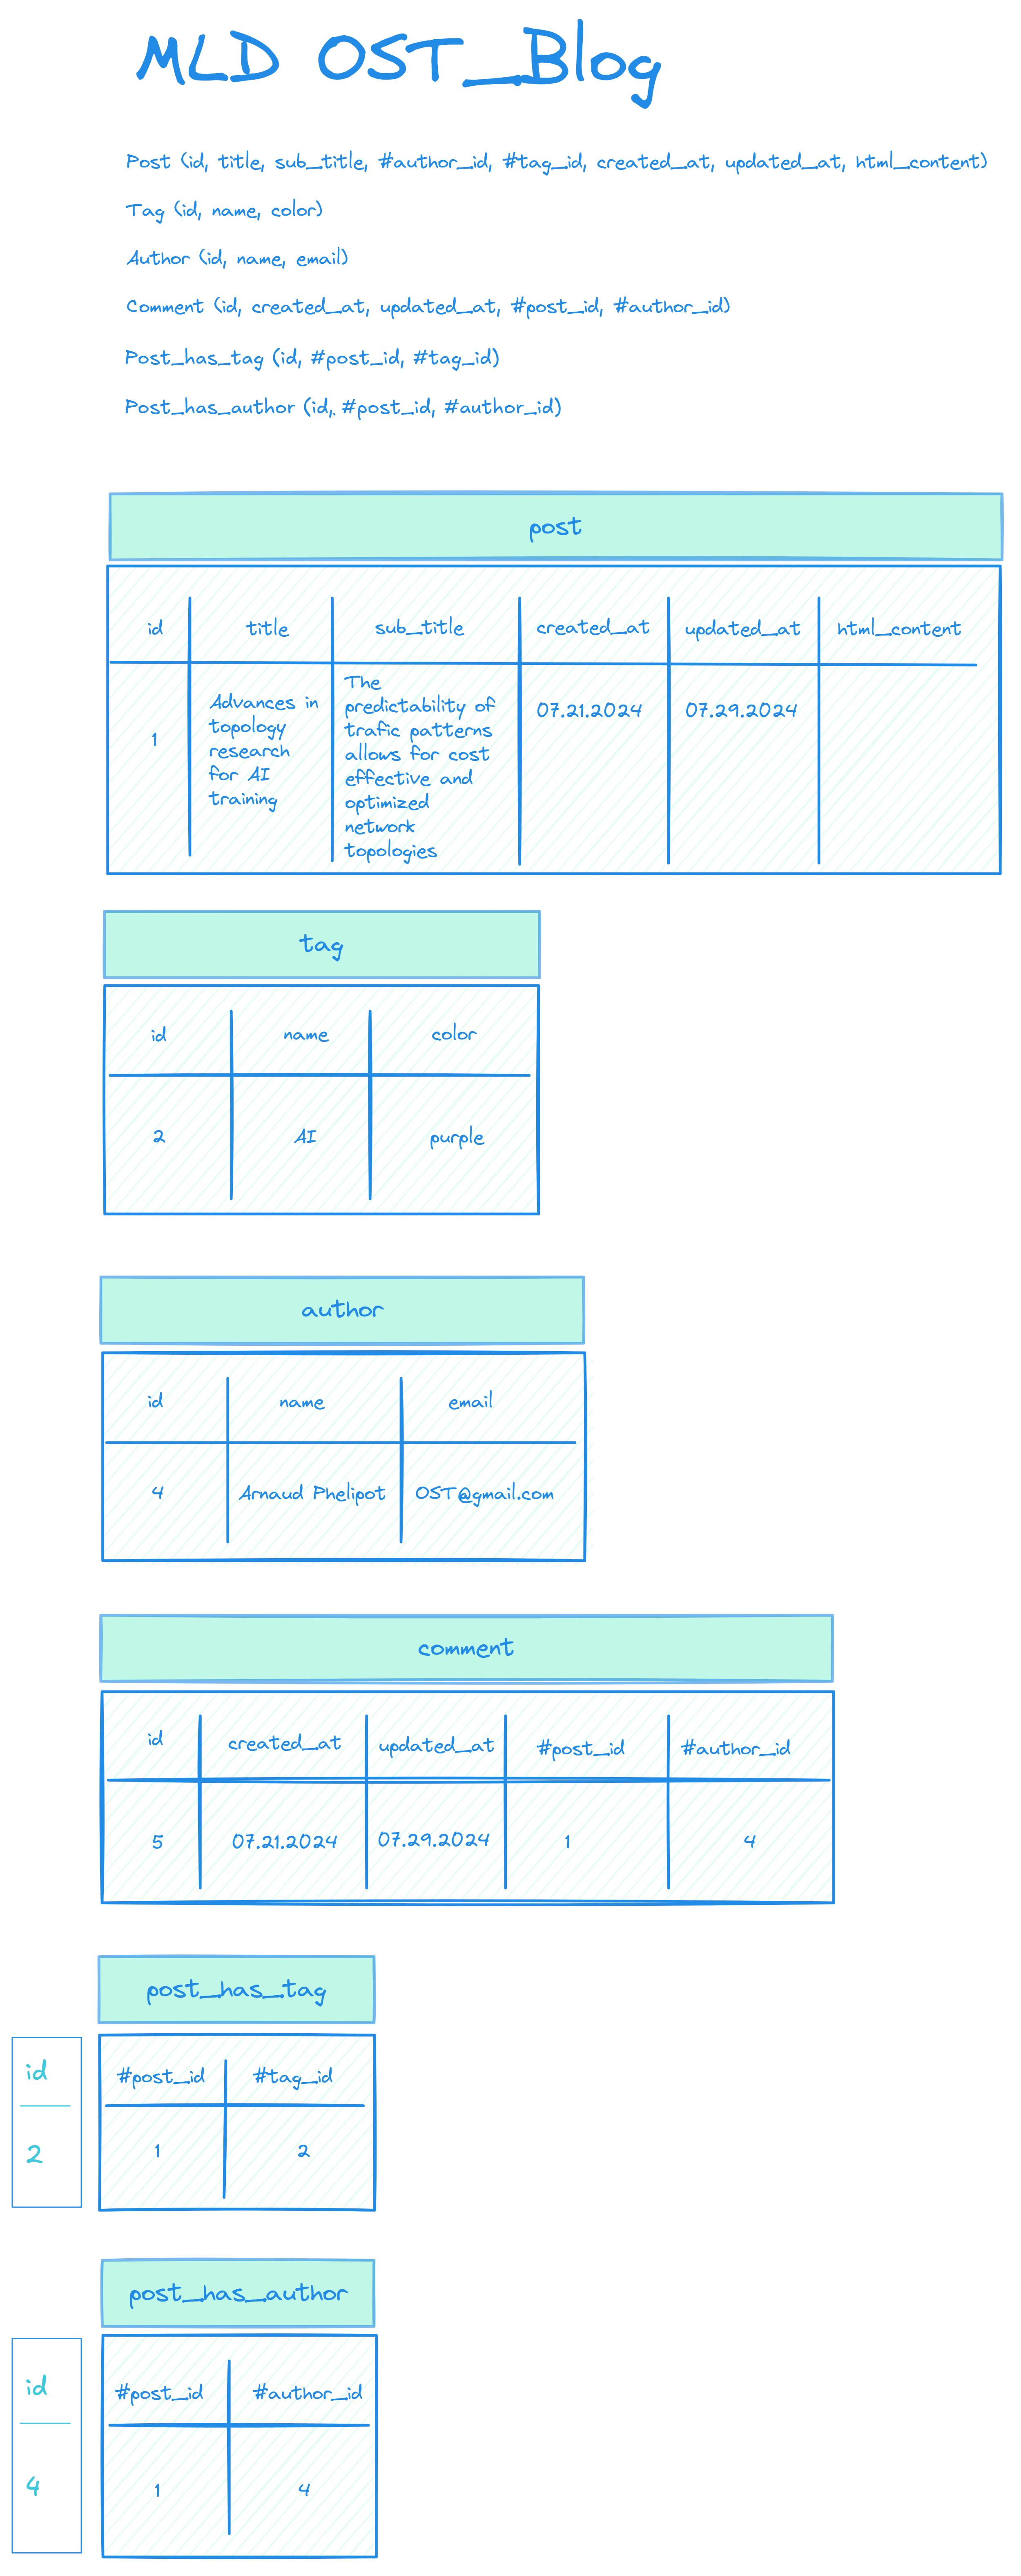 MLD OST_Blog
Post (id, title, sub_title, #author_id, #tag_id, created_at, updated_at, html_content)
Tag (id, name, color)
Author (id, name, email)
Comment (id, created_at, updated_at, #post_id, #author_id)
Post_has_tag (id, #post_id, #tag_id)
Post_has_author (id,. #post_id, #author_id)
post
id title sub_title created_at updated_at html_content
1
Advances in
topology
research
for AI
training
The
predictability of
trafic patterns
allows for cost
effective and
optimized
network
topologies
07.21.2024 07.29.2024
tag
id name color
2 AI purple
author
id name email
4 Arnaud Phelipot OST@gmail.com
comment
id created_at updated_at #post_id #author_id
5 07.21.2024 07.29.2024 1 4
post_has_tag
id #post_id #tag_id
2 1 2
post_has_author
id #post_id #author_id
4 1 4